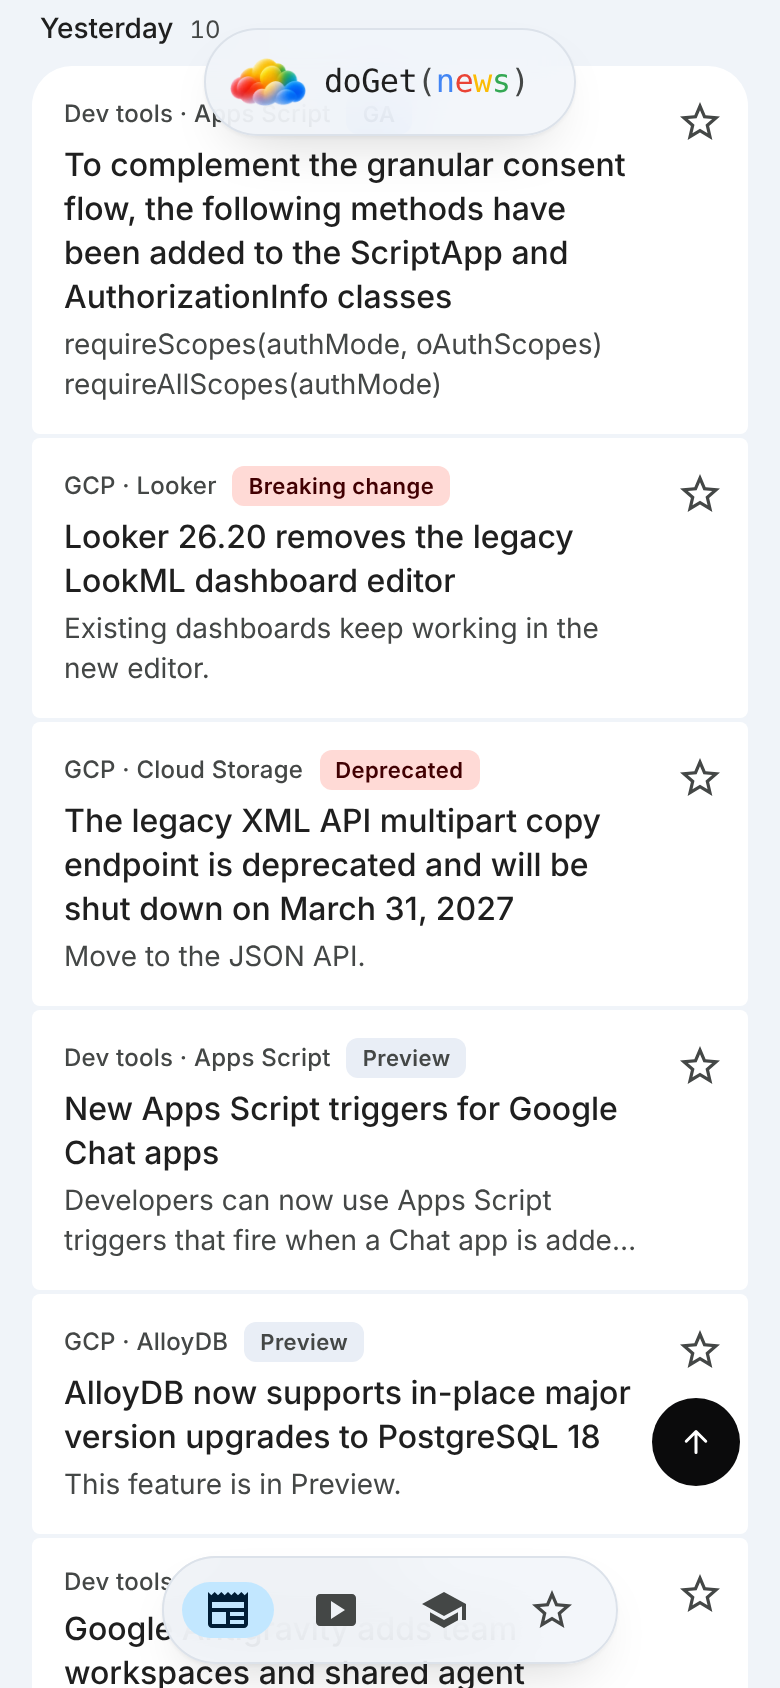 Yesterday 10
doGet(news)
Dev tools · Apps Script GA
To complement the granular consent
flow, the following methods have
been added to the ScriptApp and
AuthorizationInfo classes
requireScopes(authMode, oAuthScopes)
requireAllScopes(authMode)
GCP · Looker Breaking change
Looker 26.20 removes the legacy
LookML dashboard editor
Existing dashboards keep working in the
new editor.
GCP · Cloud Storage Deprecated
The legacy XML API multipart copy
endpoint is deprecated and will be
shut down on March 31, 2027
Move to the JSON API.
Dev tools · Apps Script Preview
New Apps Script triggers for Google
Chat apps
Developers can now use Apps Script
triggers that fire when a Chat app is adde...
GCP · AlloyDB Preview
AlloyDB now supports in-place major
version upgrades to PostgreSQL 18
This feature is in Preview.
Dev tools
Google Antigravity adds team
workspaces and shared agent